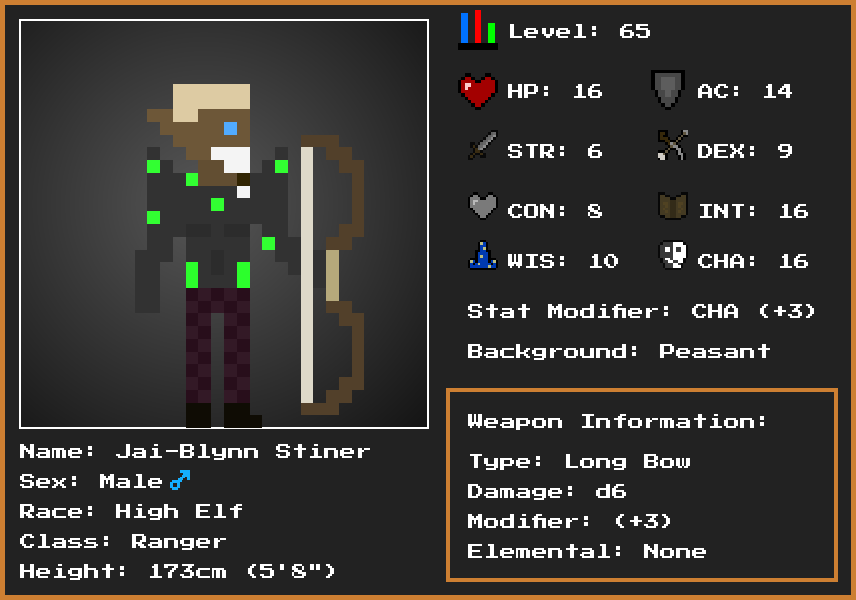 Level: 65
HP: 16
AC: 14
STR: 6
DEX: 9
CON: 8
INT: 16
WIS: 10
CHA: 16
Stat Modifier: CHA (+3)
Background: Peasant
Name: Jai-Blynn Stiner
Sex: Male ♂
Race: High Elf
Class: Ranger
Height: 173cm (5'8")
Weapon Information:
Type: Long Bow
Damage: d6
Modifier: (+3)
Elemental: None